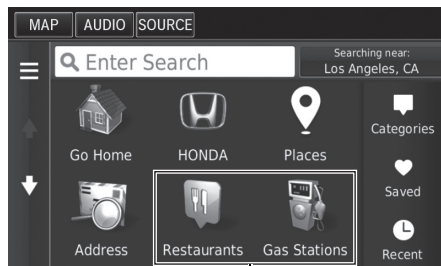 MAP AUDIO SOURCE
Enter Search
Searching near:
Los Angeles, CA
Go Home HONDA Places Categories
Saved
Address Restaurants Gas Stations Recent